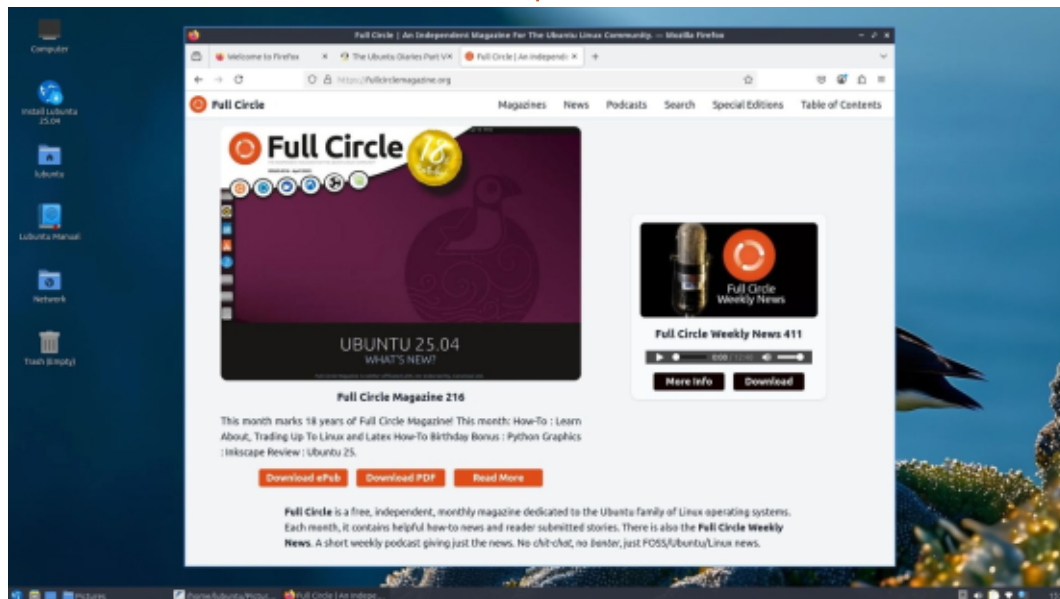 Full Circle | An Independent Magazine For The Ubuntu Linux Community. — Mozilla Firefox
Welcome to Firefox
The Ubuntu Diaries Part V
Full Circle | An Independ
https://fullcirclemagazine.org
Full Circle
Magazines News Podcasts Search Special Editions Table of Contents
Computer
Install Lubuntu
25.04
lubuntu
Lubuntu Manual
Network
Trash (Empty)
Full Circle
18
UBUNTU 25.04
WHAT'S NEW?
Full Circle Magazine 216
This month marks 18 years of Full Circle Magazine! This month: How-To : Learn
About, Trading Up To Linux and Latex How-To Birthday Bonus : Python Graphics
: Inkscape Review : Ubuntu 25.
Download ePub Download PDF Read More
Full Circle
Weekly News
Full Circle Weekly News 411
0:00 / 12:40
More Info Download
Full Circle is a free, independent, monthly magazine dedicated to the Ubuntu family of Linux operating systems.
Each month, it contains helpful how-to news and reader submitted stories. There is also the Full Circle Weekly
News. A short weekly podcast giving just the news. No chit-chat, no banter, just FOSS/Ubuntu/Linux news.
Pictures
/home/lubuntu/Pictur...
Full Circle | An Indepe...